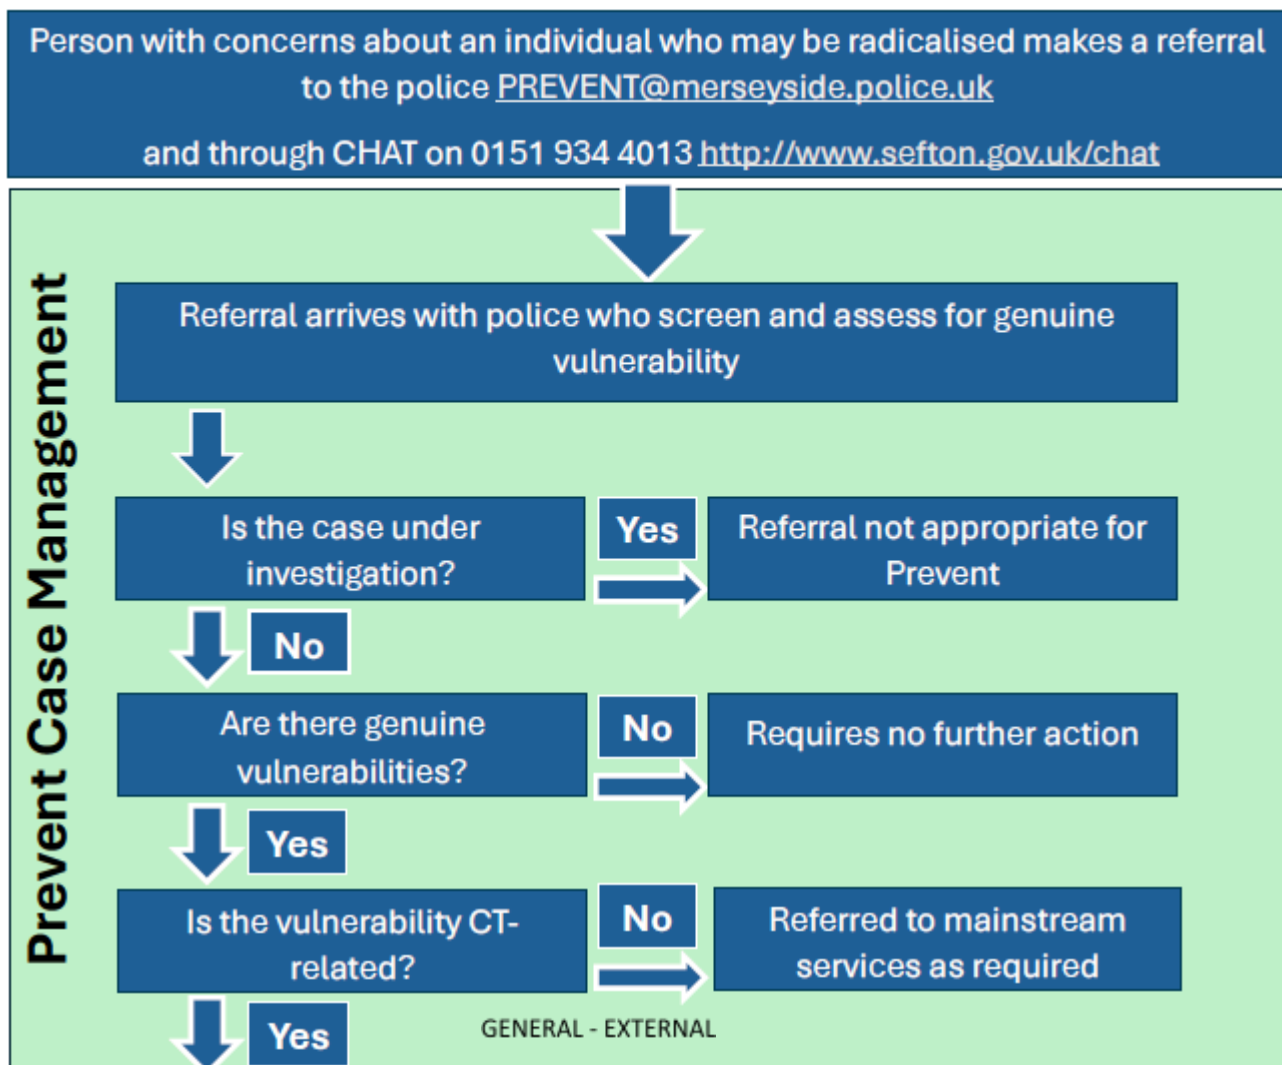 Person with concerns about an individual who may be radicalised makes a referral
to the police PREVENT@merseyside.police.uk
and through CHAT on 0151 934 4013 http://www.sefton.gov.uk/chat
Prevent Case Management
Referral arrives with police who screen and assess for genuine
vulnerability
Is the case under
investigation?
Yes
Referral not appropriate for
Prevent
No
Are there genuine
vulnerabilities?
No
Requires no further action
Yes
Is the vulnerability CT-
related?
No
Referred to mainstream
services as required
Yes
GENERAL - EXTERNAL